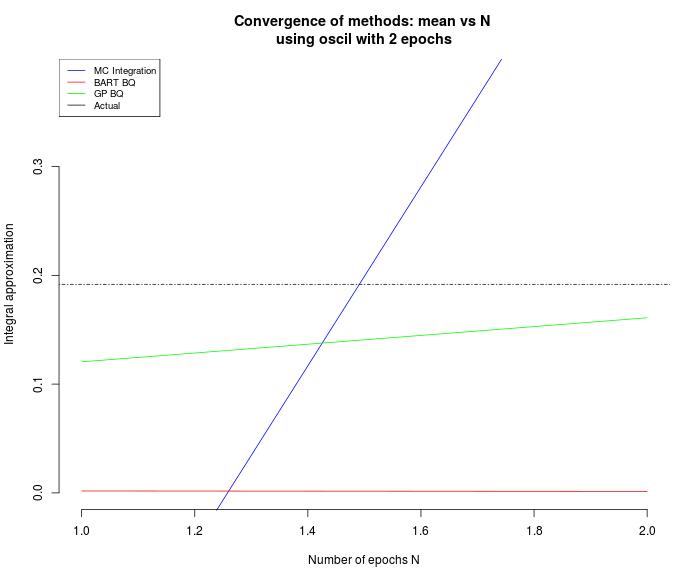 Convergence of methods: mean vs N
using oscil with 2 epochs
MC Integration
BART BQ
GP BQ
Actual
Integral approximation
0.3
0.2
0.1
0.0
1.0 1.2 1.4 1.6 1.8 2.0
Number of epochs N